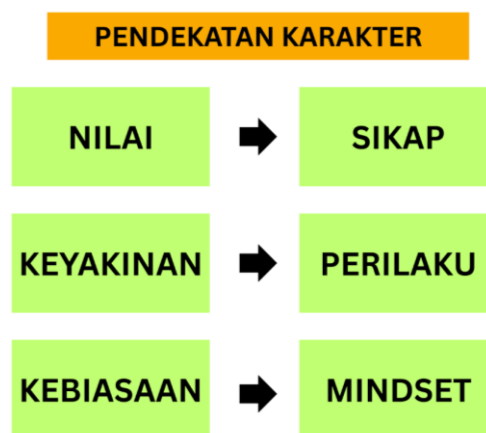 PENDEKATAN KARAKTER
NILAI
SIKAP
KEYAKINAN
PERILAKU
KEBIASAAN
MINDSET